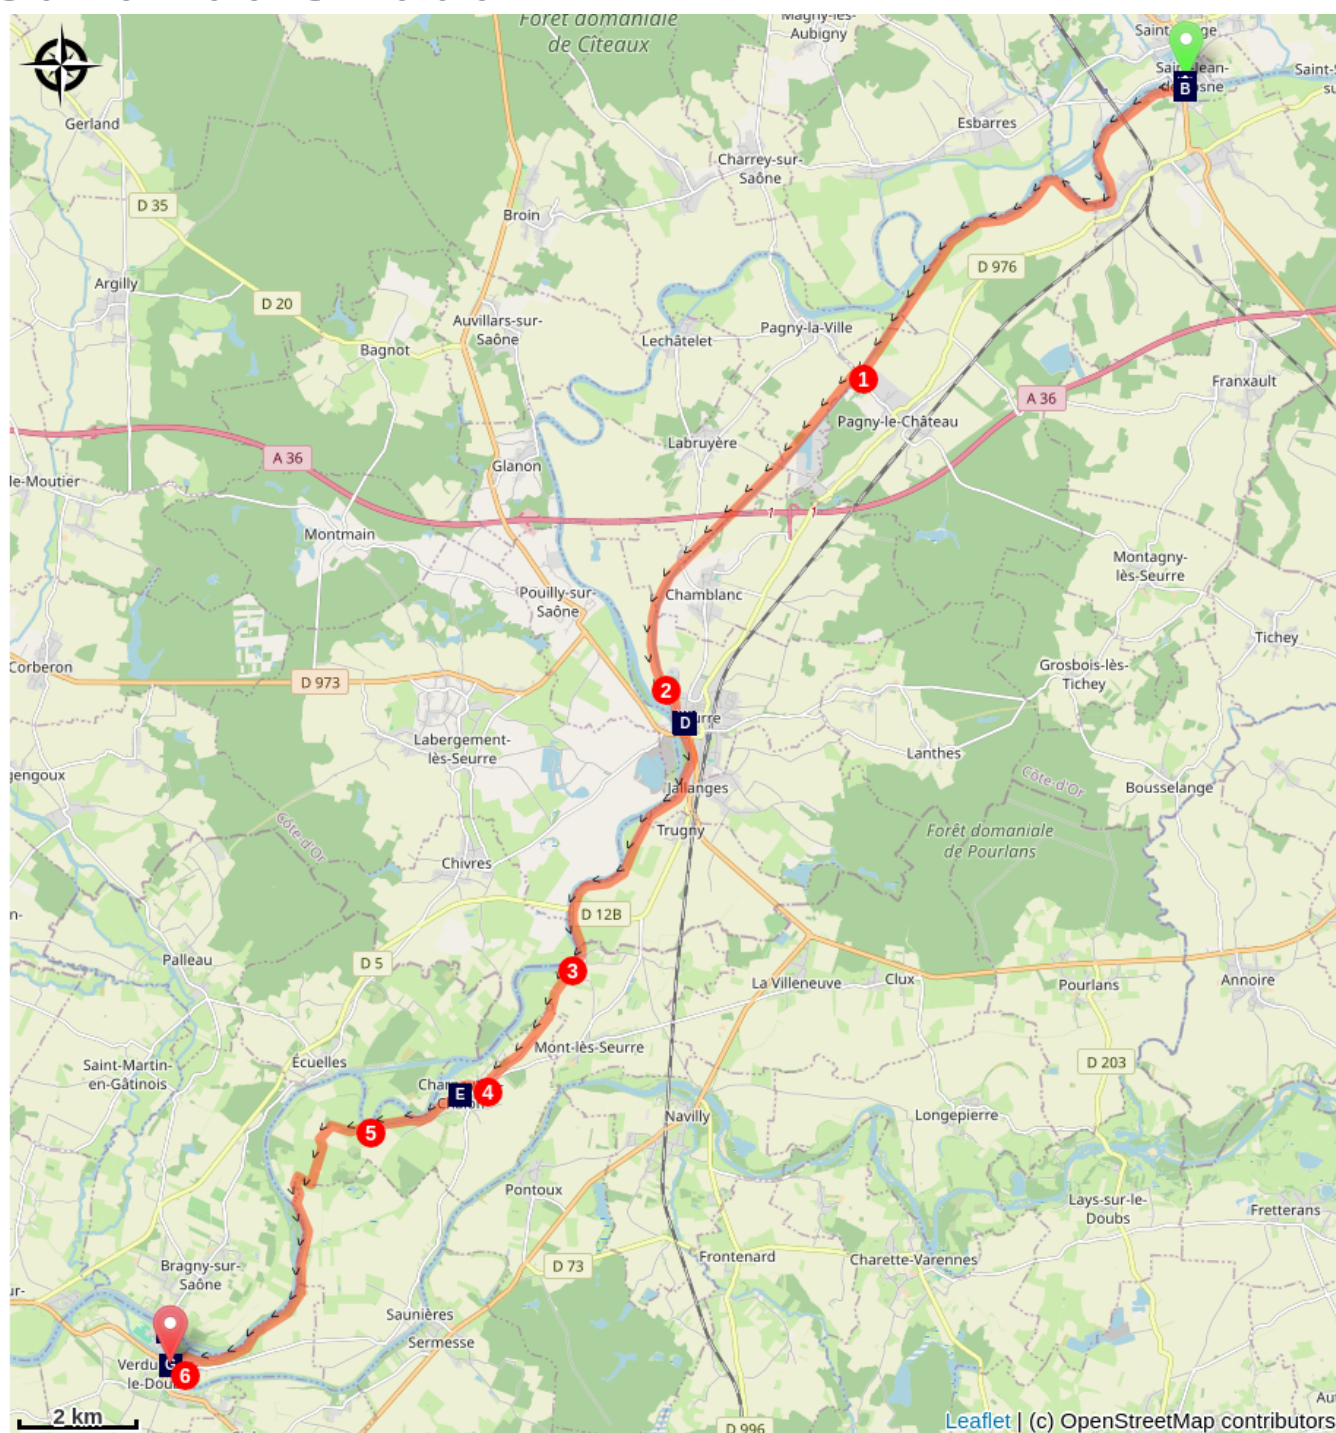 Forêt domaniale
de Cîteaux
Magny-lès-
Aubigny
B
Gerland
Esbarres
Charrey-sur-
Saône
D 35
Broin
D 976
Argilly
D 20
Auvillars-sur-
Saône
Pagny-la-Ville
Lechâtelet
Bagnot
1
Franxault
A 36
Pagny-le-Château
Labruyère
A 36
Glanon
le-Moutier
1
1
Montmain
Montagny-
lès-Seurre
Pouilly-sur-
Saône
Chamblanc
Tichey
Corberon
Grosbois-lès-
Tichey
D 973
2
D
Labergement-
lès-Seurre
Lanthes
Côte-d'Or
gengoux
Jallanges
Bousselange
Côte-d'Or
Trugny
Forêt domaniale
de Pourlans
Chivres
D 12B
D 5
Palleau
3
La Villeneuve
Clux
Pourlans
Annoire
Mont-lès-Seurre
Saint-Martin-
en-Gâtinois
Écuelles
D 203
E
4
Navilly
Longepierre
5
Pontoux
Lays-sur-le-
Doubs
Fretterans
Bragny-sur-
Saône
D 73
Frontenard
Charette-Varennes
Saunières
Sermesse
G
6
2 km
D 996
Leaflet | (c) OpenStreetMap contributors